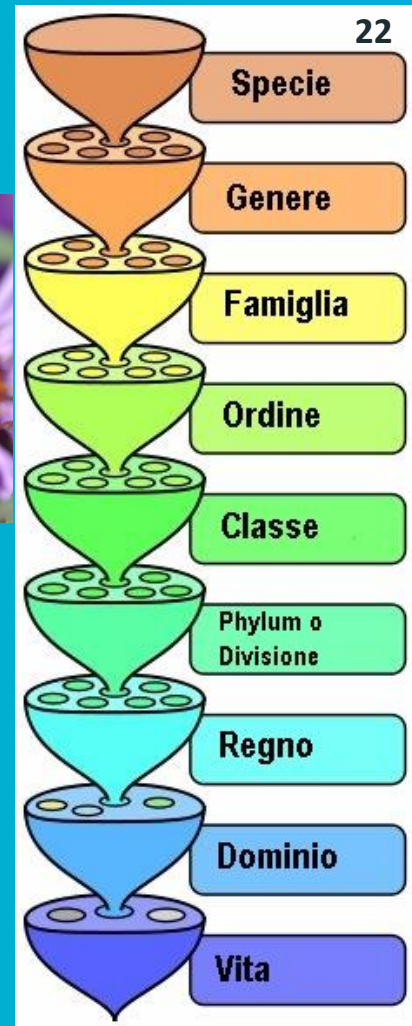 22
Specie
Genere
Famiglia
Ordine
Classe
Phylum o
Divisione
Regno
Dominio
Vita